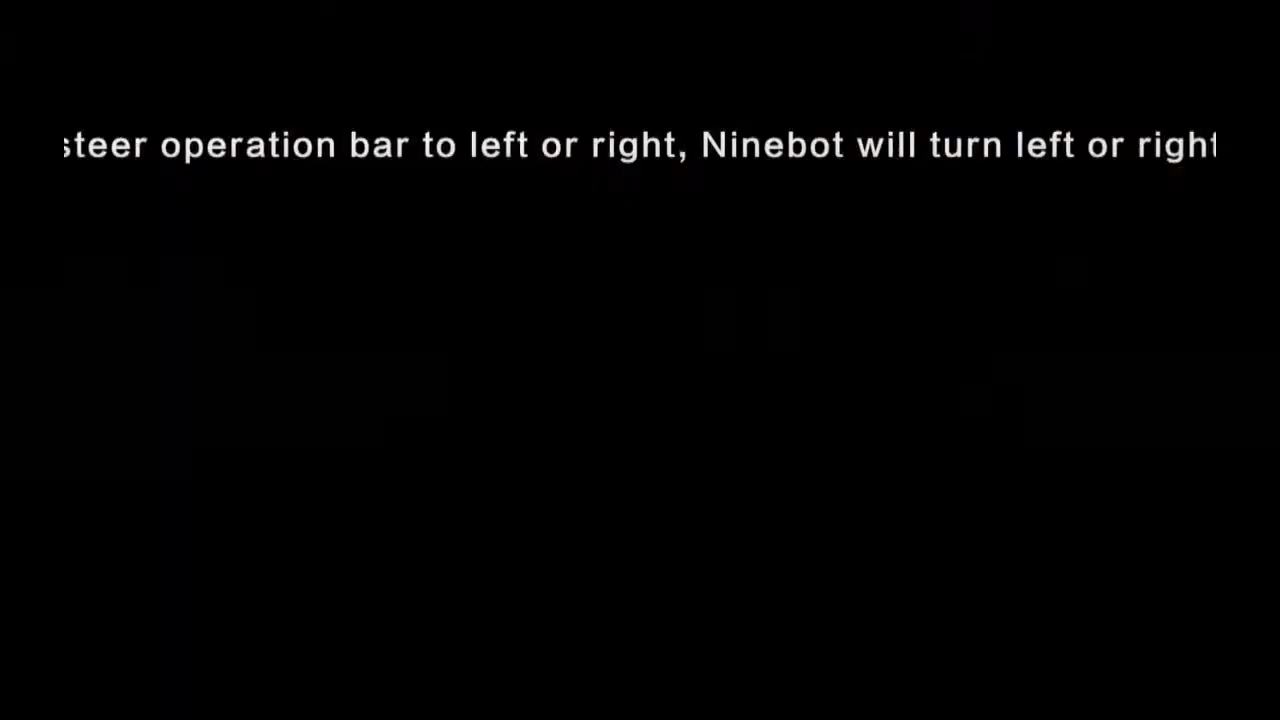 steer operation bar to left or right, Ninebot will turn left or right